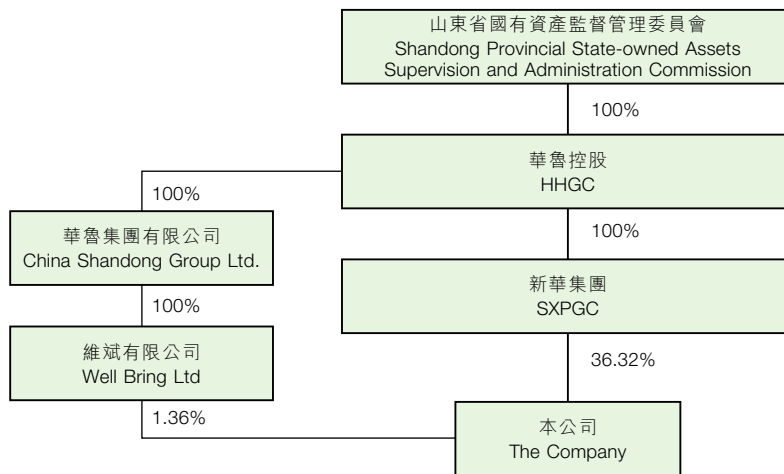 山東省國有資產監督管理委員會
Shandong Provincial State-owned Assets
Supervision and Administration Commission
100%
華魯控股
HHGC
100%
華魯集團有限公司
China Shandong Group Ltd.
100%
新華集團
SXPGC
100%
維斌有限公司
Well Bring Ltd
36.32%
1.36%
本公司
The Company